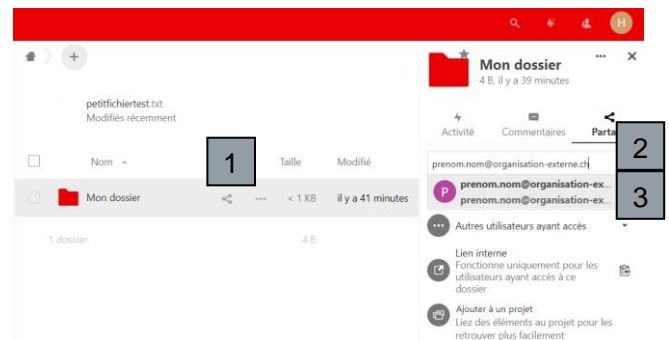 H
petitfichiertest.txt
Modifiés récemment
Nom
Taille
Modifié
Mon dossier
< 1 KB
il y a 41 minutes
1 dossier
4 B
1
Mon dossier
4 B, il y a 39 minutes
Activité
Commentaires
Parta
2
prenom.nom@organisation-externe.ch
P
prenom.nom@organisation-ex...
prenom.nom@organisation-ex...
3
Autres utilisateurs ayant accès
Lien interne
Fonctionne uniquement pour les
utilisateurs ayant accès à ce
dossier
Ajouter à un projet
Liez des éléments au projet pour les
retrouver plus facilement